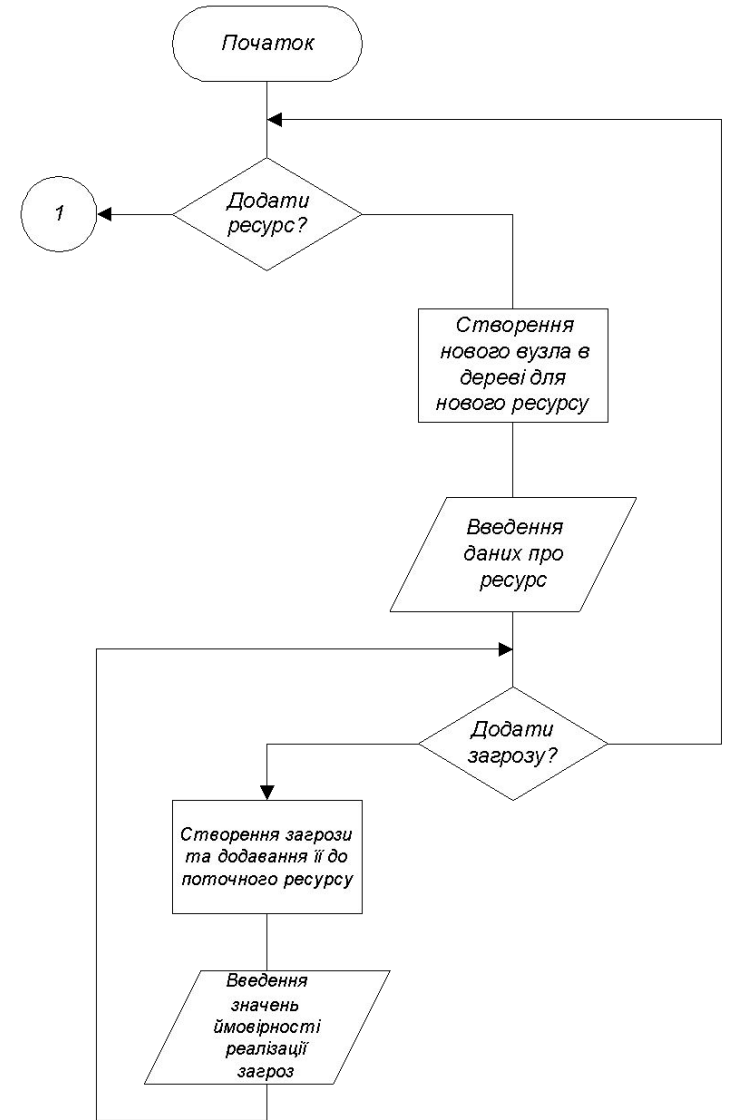 Початок
1
Додати
ресурс?
Створення
нового вузла в
дереві для
нового ресурсу
Введення
даних про
ресурс
Додати
загрозу?
Створення загрози
та додавання її до
поточного ресурсу
Введення
значень
ймовірності
реалізації
загроз